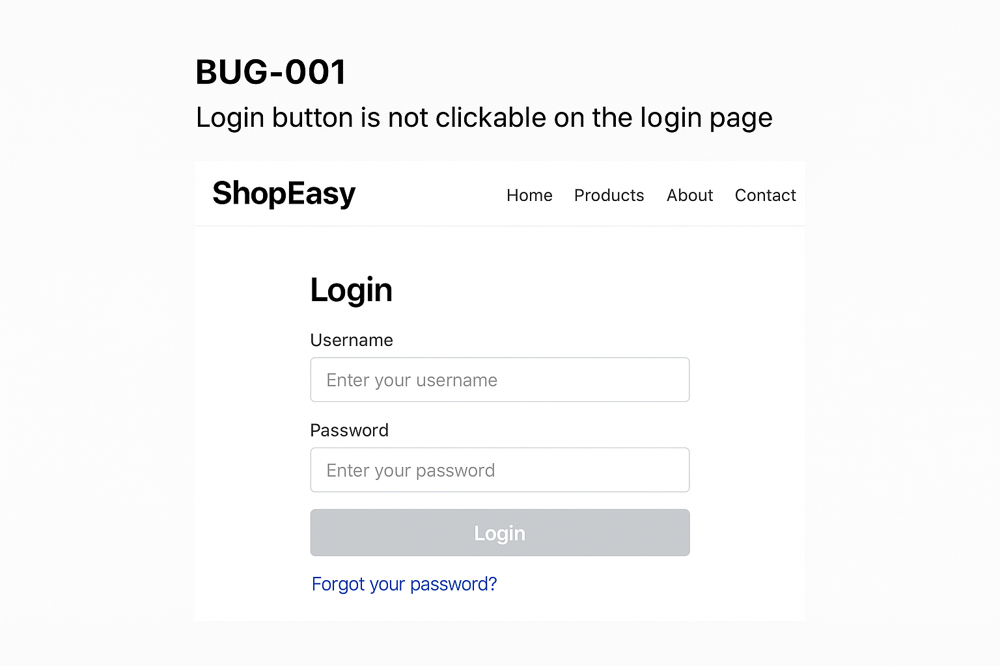 BUG-001
Login button is not clickable on the login page
ShopEasy Home Products About Contact
Login
Username
Enter your username
Password
Enter your password
Login
Forgot your password?